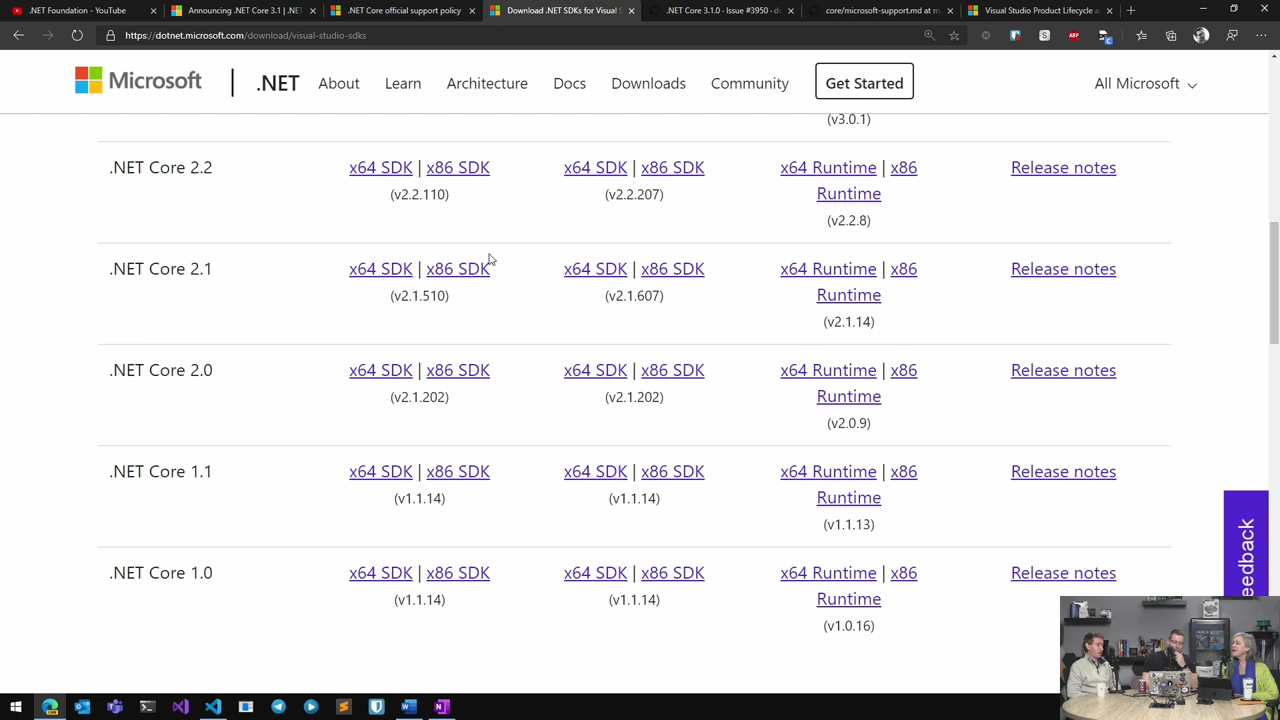 .NET Foundation - YouTube
Announcing .NET Core 3.1 | .NET
.NET Core official support policy
Download .NET SDKs for Visual S
.NET Core 3.1.0 · Issue #3950 · d
core/microsoft-support.md at m
Visual Studio Product Lifecycle a
https://dotnet.microsoft.com/download/visual-studio-sdks
Microsoft
.NET
About
Learn
Architecture
Docs
Downloads
Community
Get Started
All Microsoft
(v3.0.1)
.NET Core 2.2
x64 SDK | x86 SDK
(v2.2.110)
x64 SDK | x86 SDK
(v2.2.207)
x64 Runtime | x86
Runtime
(v2.2.8)
Release notes
.NET Core 2.1
x64 SDK | x86 SDK
(v2.1.510)
x64 SDK | x86 SDK
(v2.1.607)
x64 Runtime | x86
Runtime
(v2.1.14)
Release notes
.NET Core 2.0
x64 SDK | x86 SDK
(v2.1.202)
x64 SDK | x86 SDK
(v2.1.202)
x64 Runtime | x86
Runtime
(v2.0.9)
Release notes
.NET Core 1.1
x64 SDK | x86 SDK
(v1.1.14)
x64 SDK | x86 SDK
(v1.1.14)
x64 Runtime | x86
Runtime
(v1.1.13)
Release notes
.NET Core 1.0
x64 SDK | x86 SDK
(v1.1.14)
x64 SDK | x86 SDK
(v1.1.14)
x64 Runtime | x86
Runtime
(v1.0.16)
Release notes
eedback